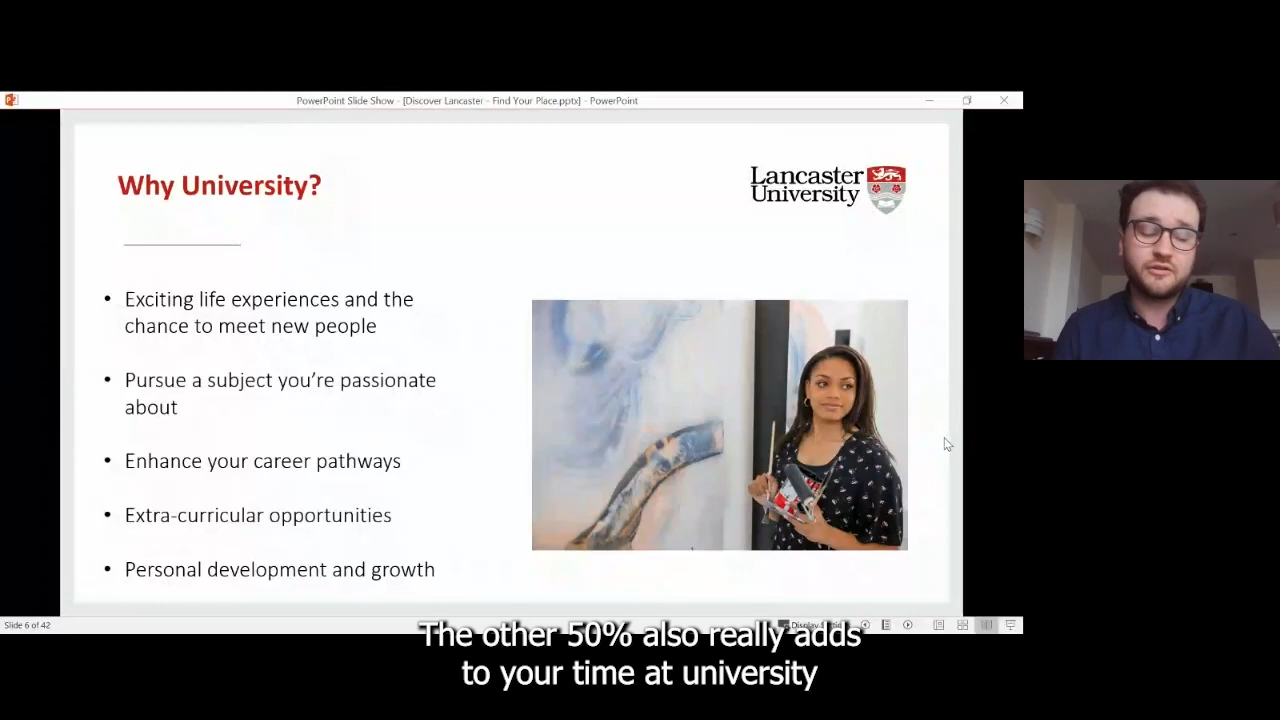 PowerPoint Slide Show - [Discover Lancaster - Find Your Place.pptx] - PowerPoint
Why University?
Lancaster
University
• Exciting life experiences and the
chance to meet new people
• Pursue a subject you’re passionate
about
• Enhance your career pathways
• Extra-curricular opportunities
• Personal development and growth
Slide 6 of 42
The other 50% also really adds
to your time at university